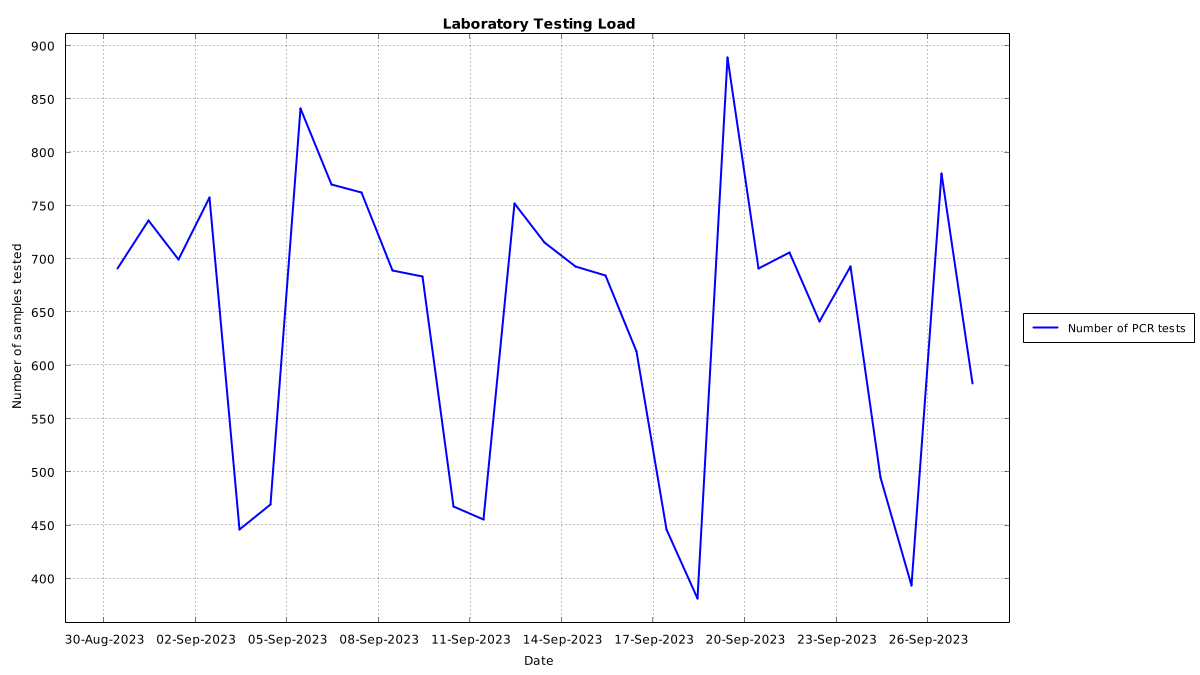 Laboratory Testing Load
900
850
800
750
700
650
600
550
500
450
400
Number of samples tested
30-Aug-2023 02-Sep-2023 05-Sep-2023 08-Sep-2023 11-Sep-2023 14-Sep-2023 17-Sep-2023 20-Sep-2023 23-Sep-2023 26-Sep-2023
Date
Number of PCR tests